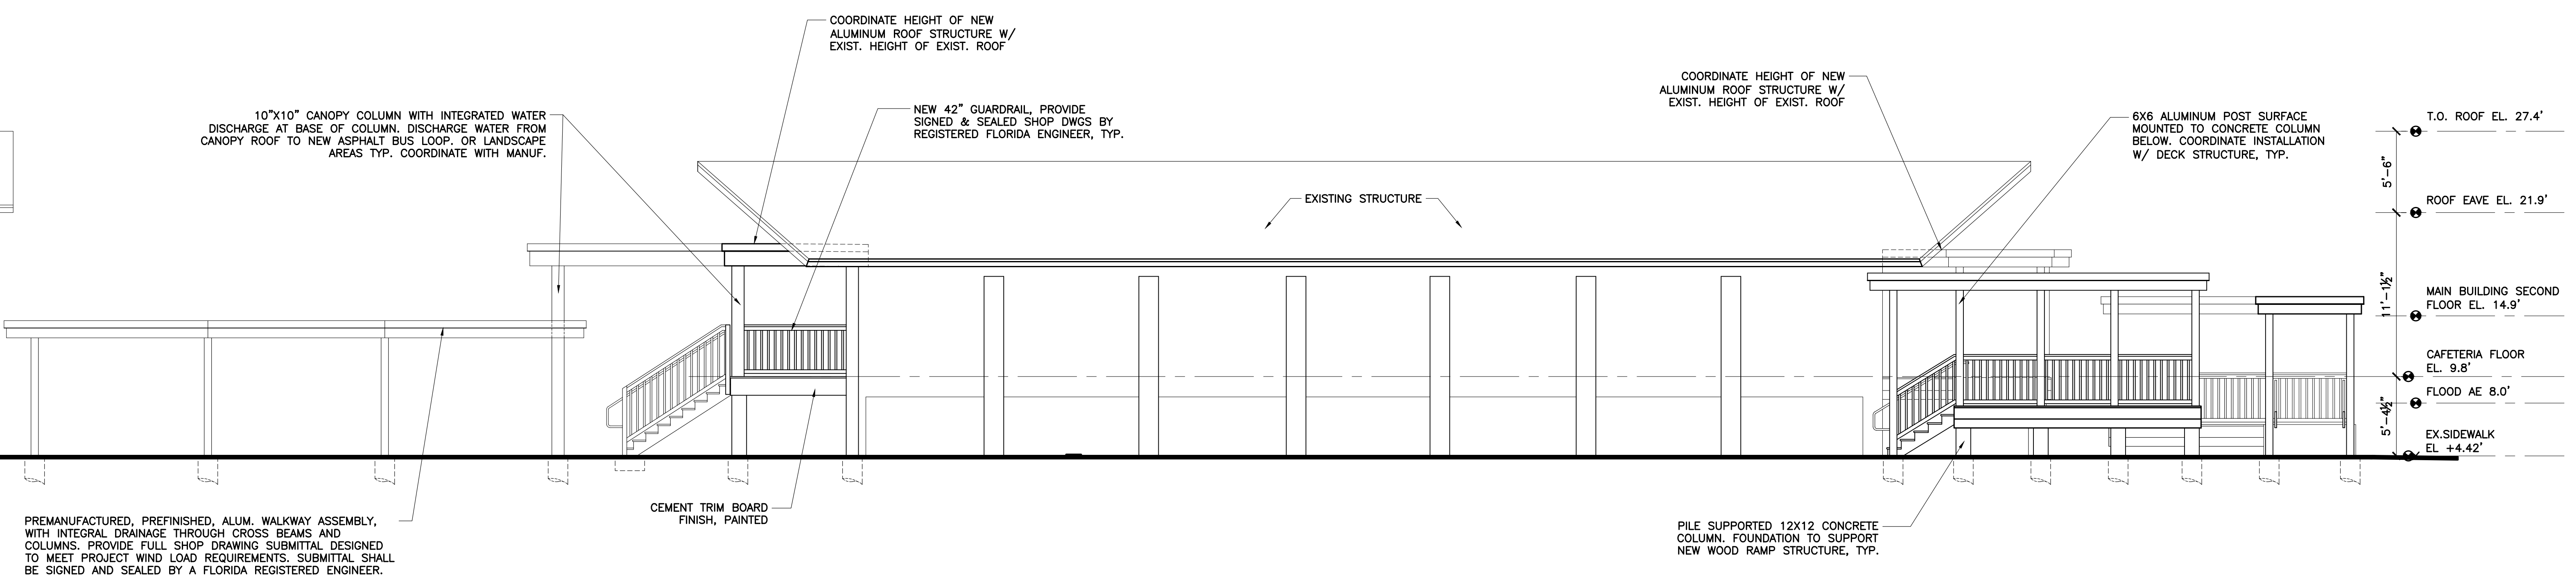 COORDINATE HEIGHT OF NEW
ALUMINUM ROOF STRUCTURE W/
EXIST. HEIGHT OF EXIST. ROOF
10"X10" CANOPY COLUMN WITH INTEGRATED WATER
DISCHARGE AT BASE OF COLUMN. DISCHARGE WATER FROM
CANOPY ROOF TO NEW ASPHALT BUS LOOP. OR LANDSCAPE
AREAS TYP. COORDINATE WITH MANUF.
NEW 42" GUARDRAIL, PROVIDE
SIGNED & SEALED SHOP DWGS BY
REGISTERED FLORIDA ENGINEER, TYP.
EXISTING STRUCTURE
COORDINATE HEIGHT OF NEW
ALUMINUM ROOF STRUCTURE W/
EXIST. HEIGHT OF EXIST. ROOF
6X6 ALUMINUM POST SURFACE
MOUNTED TO CONCRETE COLUMN
BELOW. COORDINATE INSTALLATION
W/ DECK STRUCTURE, TYP.
T.O. ROOF EL. 27.4'
5'-6"
ROOF EAVE EL. 21.9'
11'-1½"
MAIN BUILDING SECOND
FLOOR EL. 14.9'
CAFETERIA FLOOR
EL. 9.8'
FLOOD AE 8.0'
5'-4½"
EX.SIDEWALK
EL +4.42'
CEMENT TRIM BOARD
FINISH, PAINTED
PREMANUFACTURED, PREFINISHED, ALUM. WALKWAY ASSEMBLY,
WITH INTEGRAL DRAINAGE THROUGH CROSS BEAMS AND
COLUMNS. PROVIDE FULL SHOP DRAWING SUBMITTAL DESIGNED
TO MEET PROJECT WIND LOAD REQUIREMENTS. SUBMITTAL SHALL
BE SIGNED AND SEALED BY A FLORIDA REGISTERED ENGINEER.
PILE SUPPORTED 12X12 CONCRETE
COLUMN. FOUNDATION TO SUPPORT
NEW WOOD RAMP STRUCTURE, TYP.